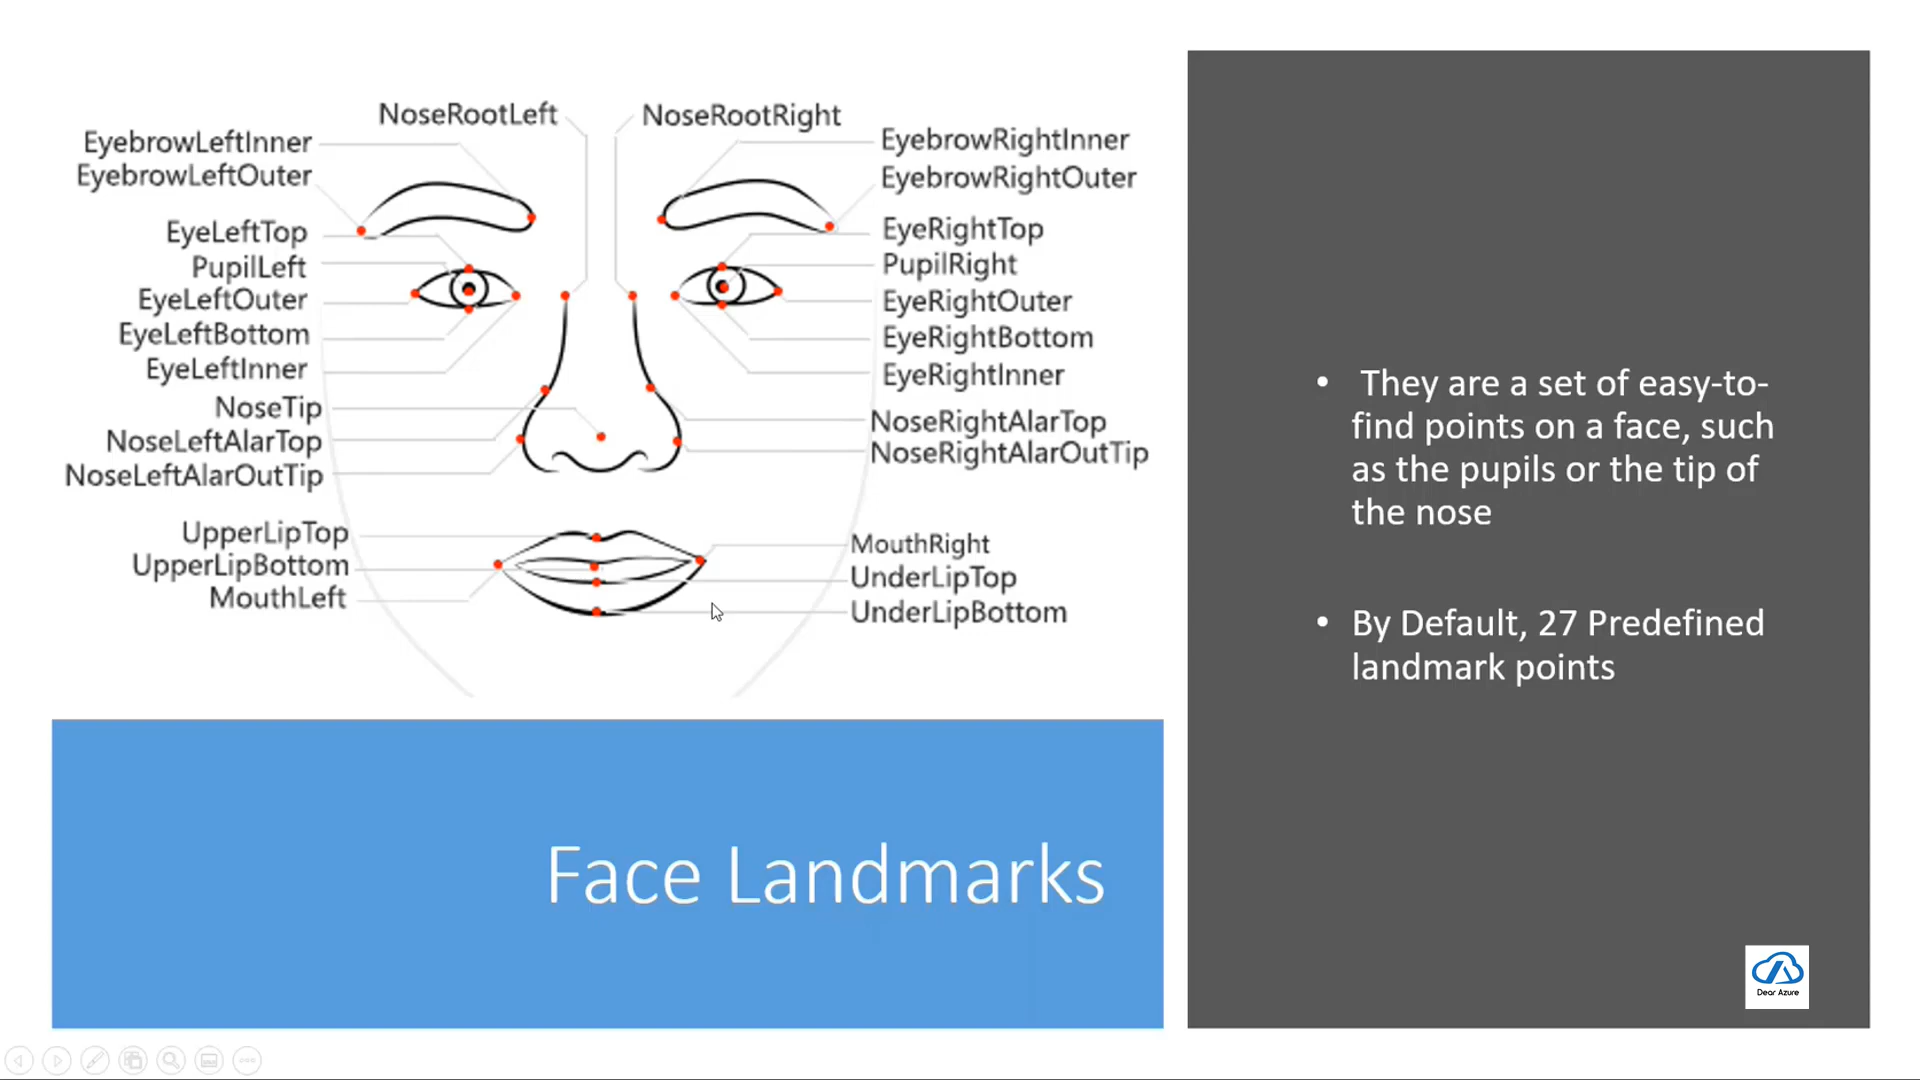 NoseRootLeft
NoseRootRight
EyebrowLeftInner
EyebrowLeftOuter
EyeLeftTop
PupilLeft
EyeLeftOuter
EyeLeftBottom
EyeLeftInner
NoseTip
NoseLeftAlarTop
NoseLeftAlarOutTip
UpperLipTop
UpperLipBottom
MouthLeft
EyebrowRightInner
EyebrowRightOuter
EyeRightTop
PupilRight
EyeRightOuter
EyeRightBottom
EyeRightInner
NoseRightAlarTop
NoseRightAlarOutTip
MouthRight
UnderLipTop
UnderLipBottom
Face Landmarks
• They are a set of easy-to-
find points on a face, such
as the pupils or the tip of
the nose
• By Default, 27 Predefined
landmark points
Dear Azure